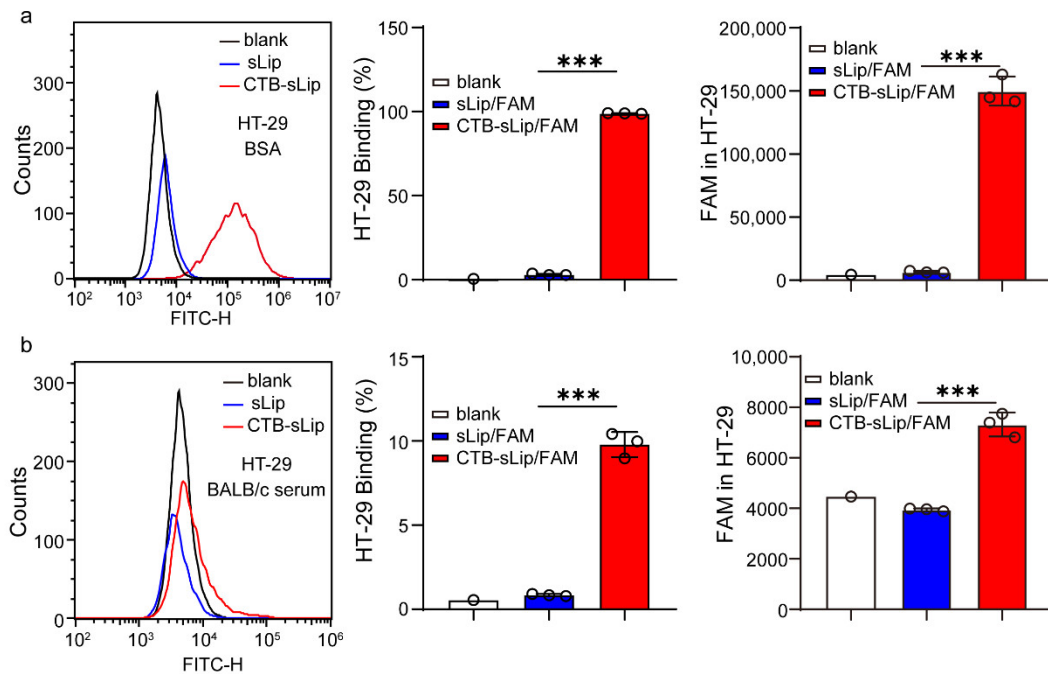 a
300
200
100
0
Counts
blank
sLip
CTB-sLip
HT-29
BSA
10² 10³ 10⁴ 10⁵ 10⁶ 10⁷
FITC-H
150
100
50
0
HT-29 Binding (%)
blank
sLip/FAM
CTB-sLip/FAM
***
200,000
150,000
100,000
50,000
0
FAM in HT-29
blank
sLip/FAM
CTB-sLip/FAM
***
b
300
200
100
0
Counts
blank
sLip
CTB-sLip
HT-29
BALB/c serum
10² 10³ 10⁴ 10⁵ 10⁶
FITC-H
15
10
5
0
HT-29 Binding (%)
blank
sLip/FAM
CTB-sLip/FAM
***
10,000
8000
6000
4000
2000
0
FAM in HT-29
blank
sLip/FAM
CTB-sLip/FAM
***